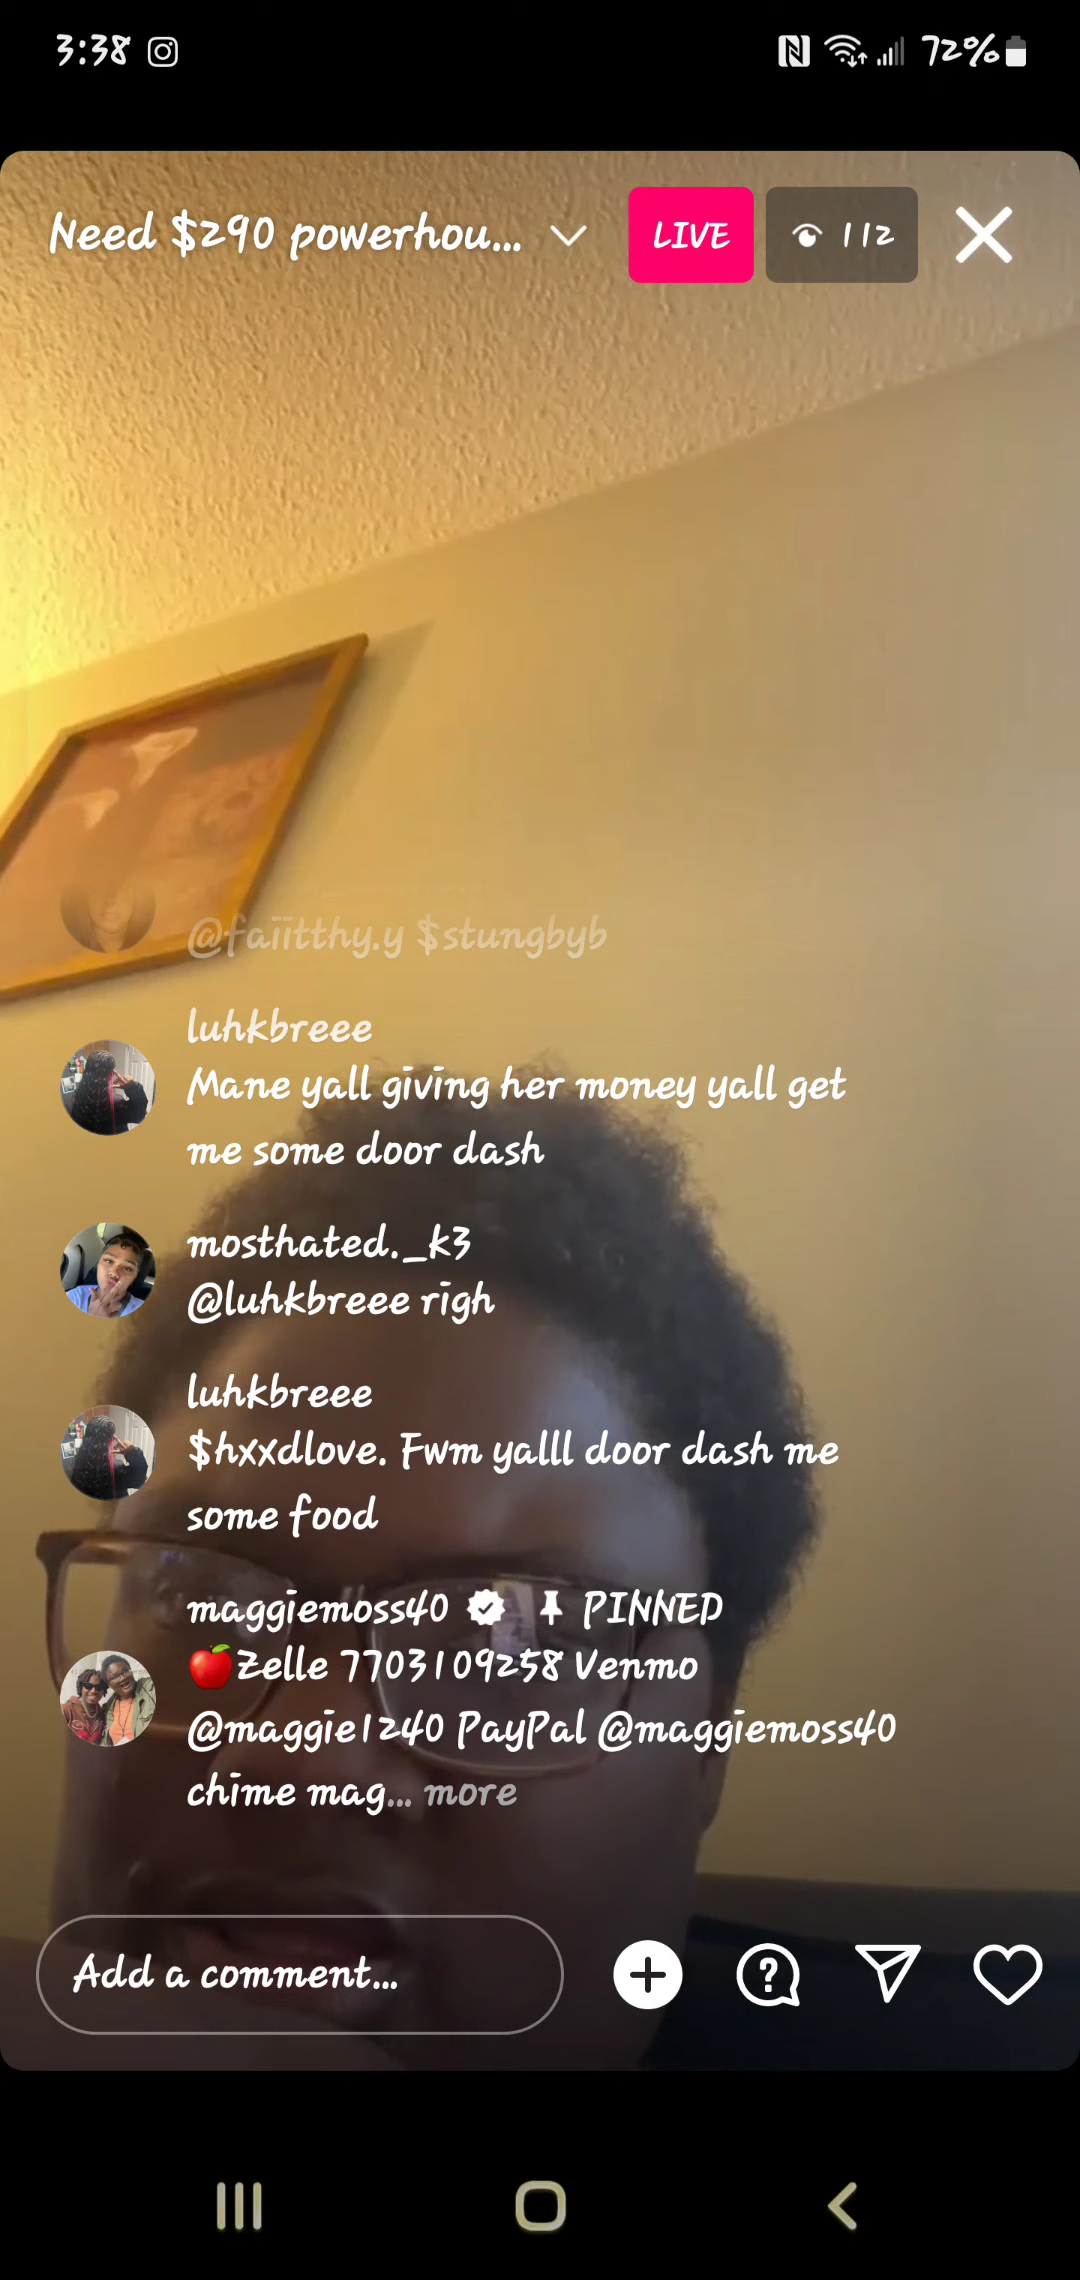 3:38
72%
Need $290 powerhou...
LIVE
112
@faiitthy.y $stungbyb
luhkbreee
Mane yall giving her money yall get
me some door dash
mosthated._k3
@luhkbreee righ
luhkbreee
$hxxdlove. Fwm yalll door dash me
some food
maggiemoss40 PINNED
🍎Zelle 7703109258 Venmo
@maggie1240 PayPal @maggiemoss40
chime mag... more
Add a comment...